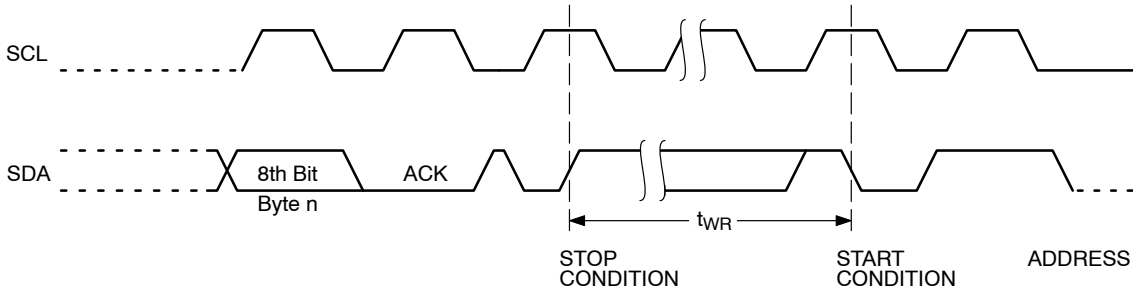 SCL
SDA
8th Bit
Byte n
ACK
tWR
STOP
CONDITION
START
CONDITION
ADDRESS